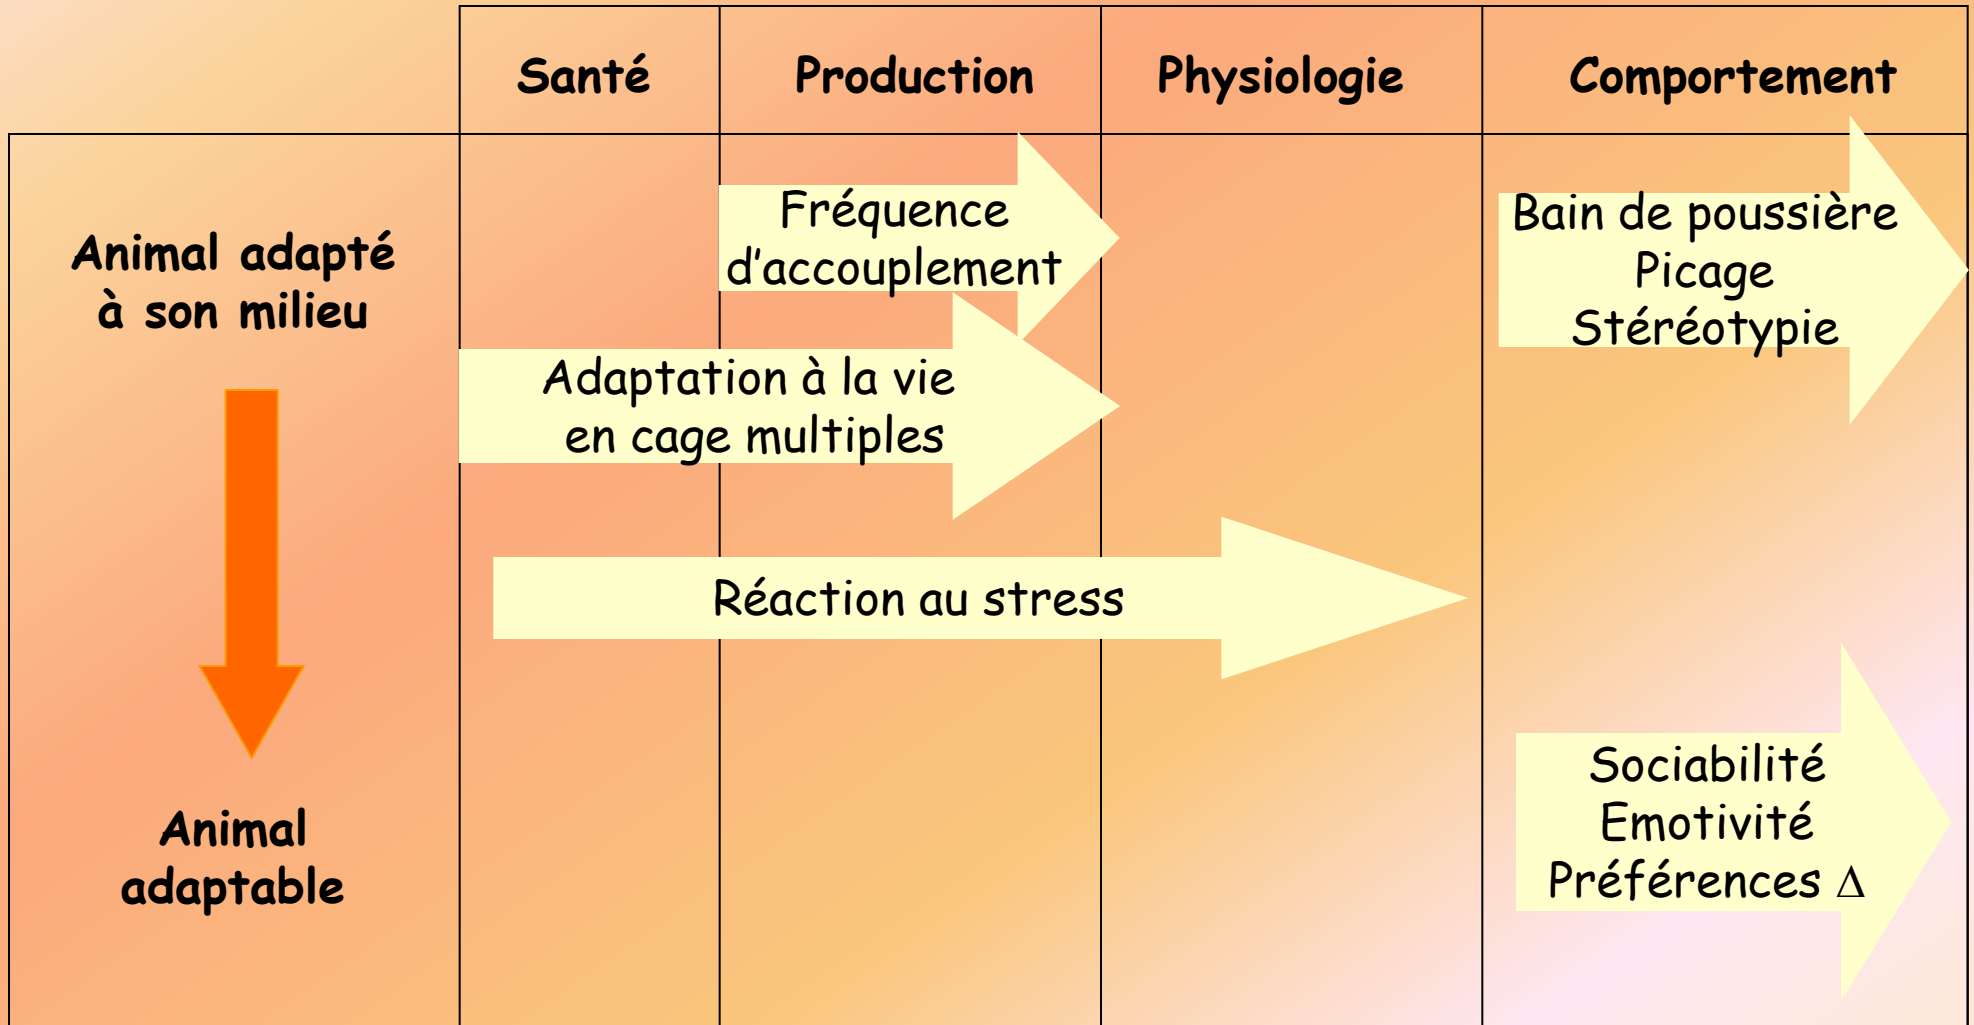 Santé Production Physiologie Comportement
Animal adapté
à son milieu
Fréquence
d'accouplement
Bain de poussière
Picage
Stéréotypie
Adaptation à la vie
en cage multiples
Réaction au stress
Animal
adaptable
Sociabilité
Emotivité
Préférences Δ